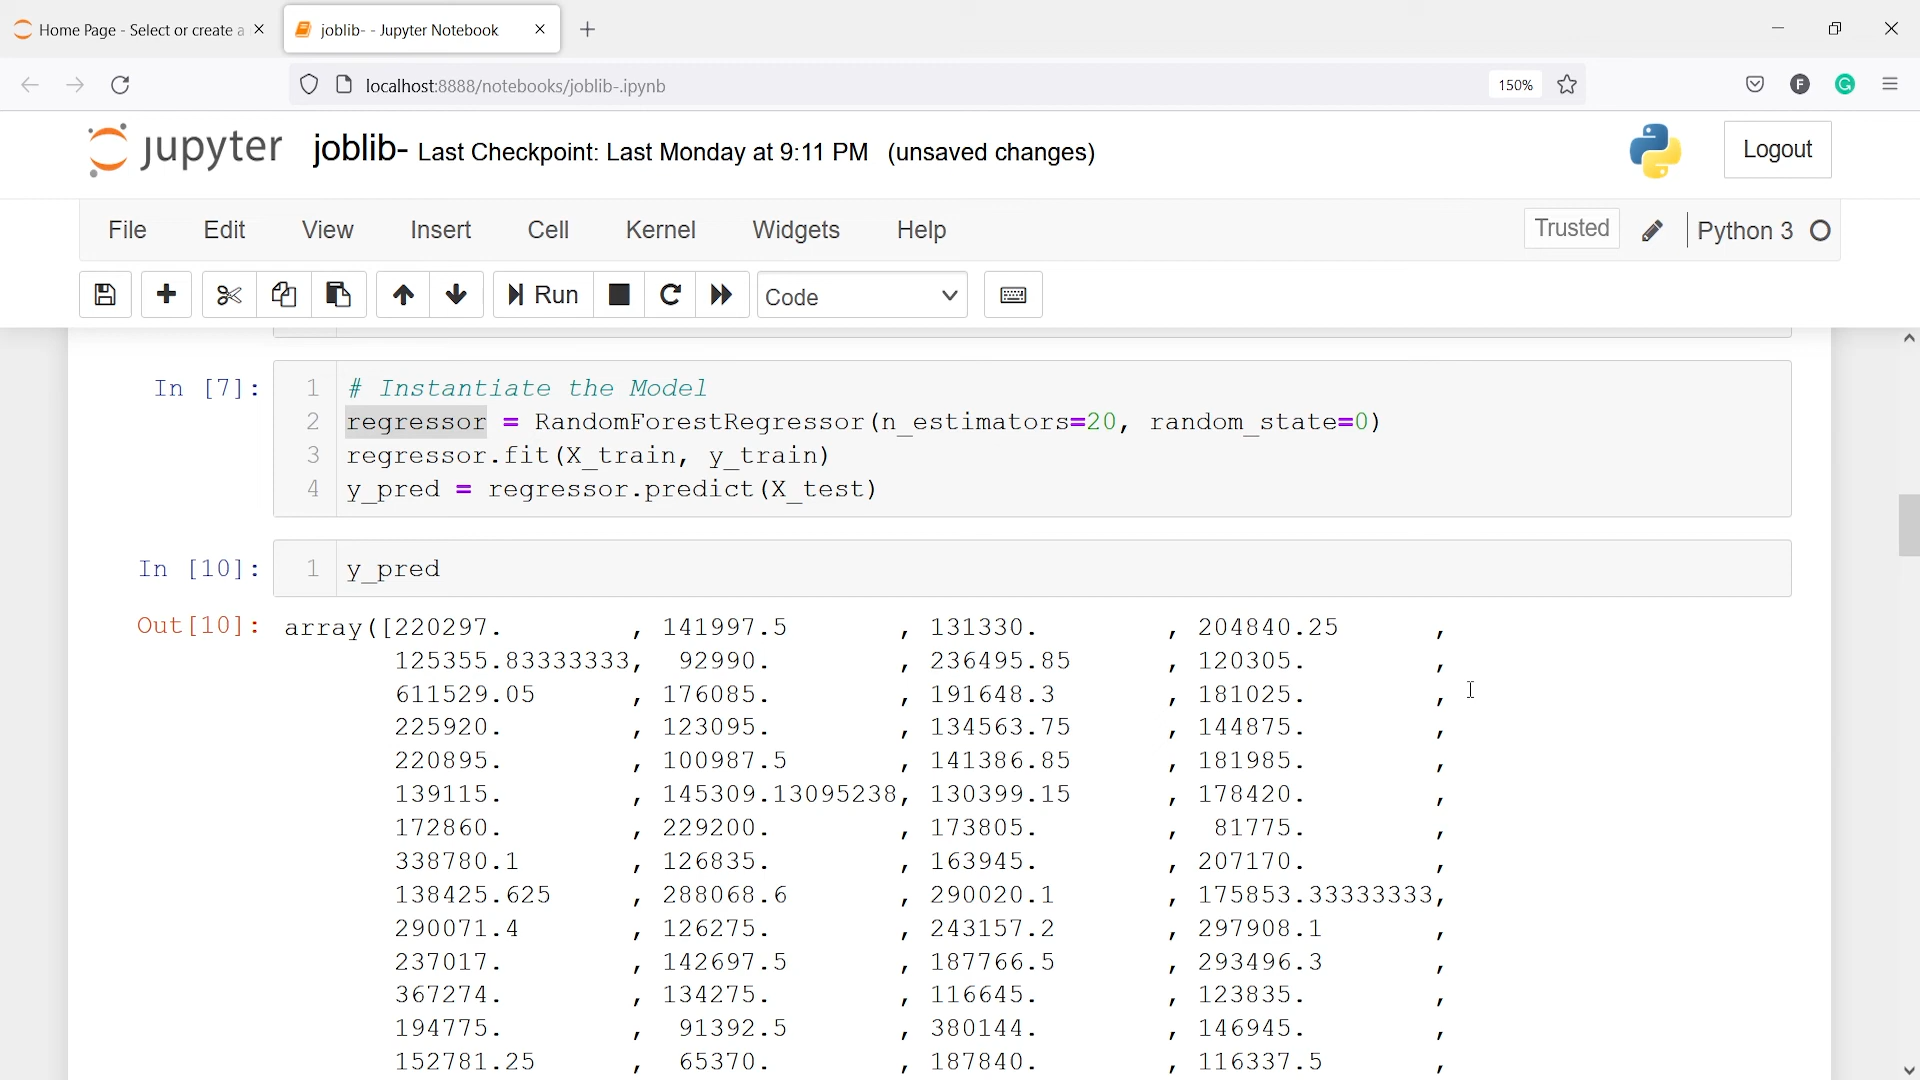 Home Page - Select or create a
joblib- - Jupyter Notebook
localhost:8888/notebooks/joblib-.ipynb
150%
F
G
jupyter
joblib- Last Checkpoint: Last Monday at 9:11 PM (unsaved changes)
Logout
File Edit View Insert Cell Kernel Widgets Help
Trusted
Python 3
Run
Code
In [7]:
1 # Instantiate the Model
2 regressor = RandomForestRegressor(n_estimators=20, random_state=0)
3 regressor.fit(X_train, y_train)
4 y_pred = regressor.predict(X_test)
In [10]: 1 y_pred
Out[10]: array([220297. , 141997.5 , 131330. , 204840.25 ,
125355.83333333, 92990. , 236495.85 , 120305. ,
611529.05 , 176085. , 191648.3 , 181025. ,
225920. , 123095. , 134563.75 , 144875. ,
220895. , 100987.5 , 141386.85 , 181985. ,
139115. , 145309.13095238, 130399.15 , 178420. ,
172860. , 229200. , 173805. , 81775. ,
338780.1 , 126835. , 163945. , 207170. ,
138425.625 , 288068.6 , 290020.1 , 175853.33333333,
290071.4 , 126275. , 243157.2 , 297908.1 ,
237017. , 142697.5 , 187766.5 , 293496.3 ,
367274. , 134275. , 116645. , 123835. ,
194775. , 91392.5 , 380144. , 146945. ,
152781.25 , 65370. , 187840. , 116337.5 ,